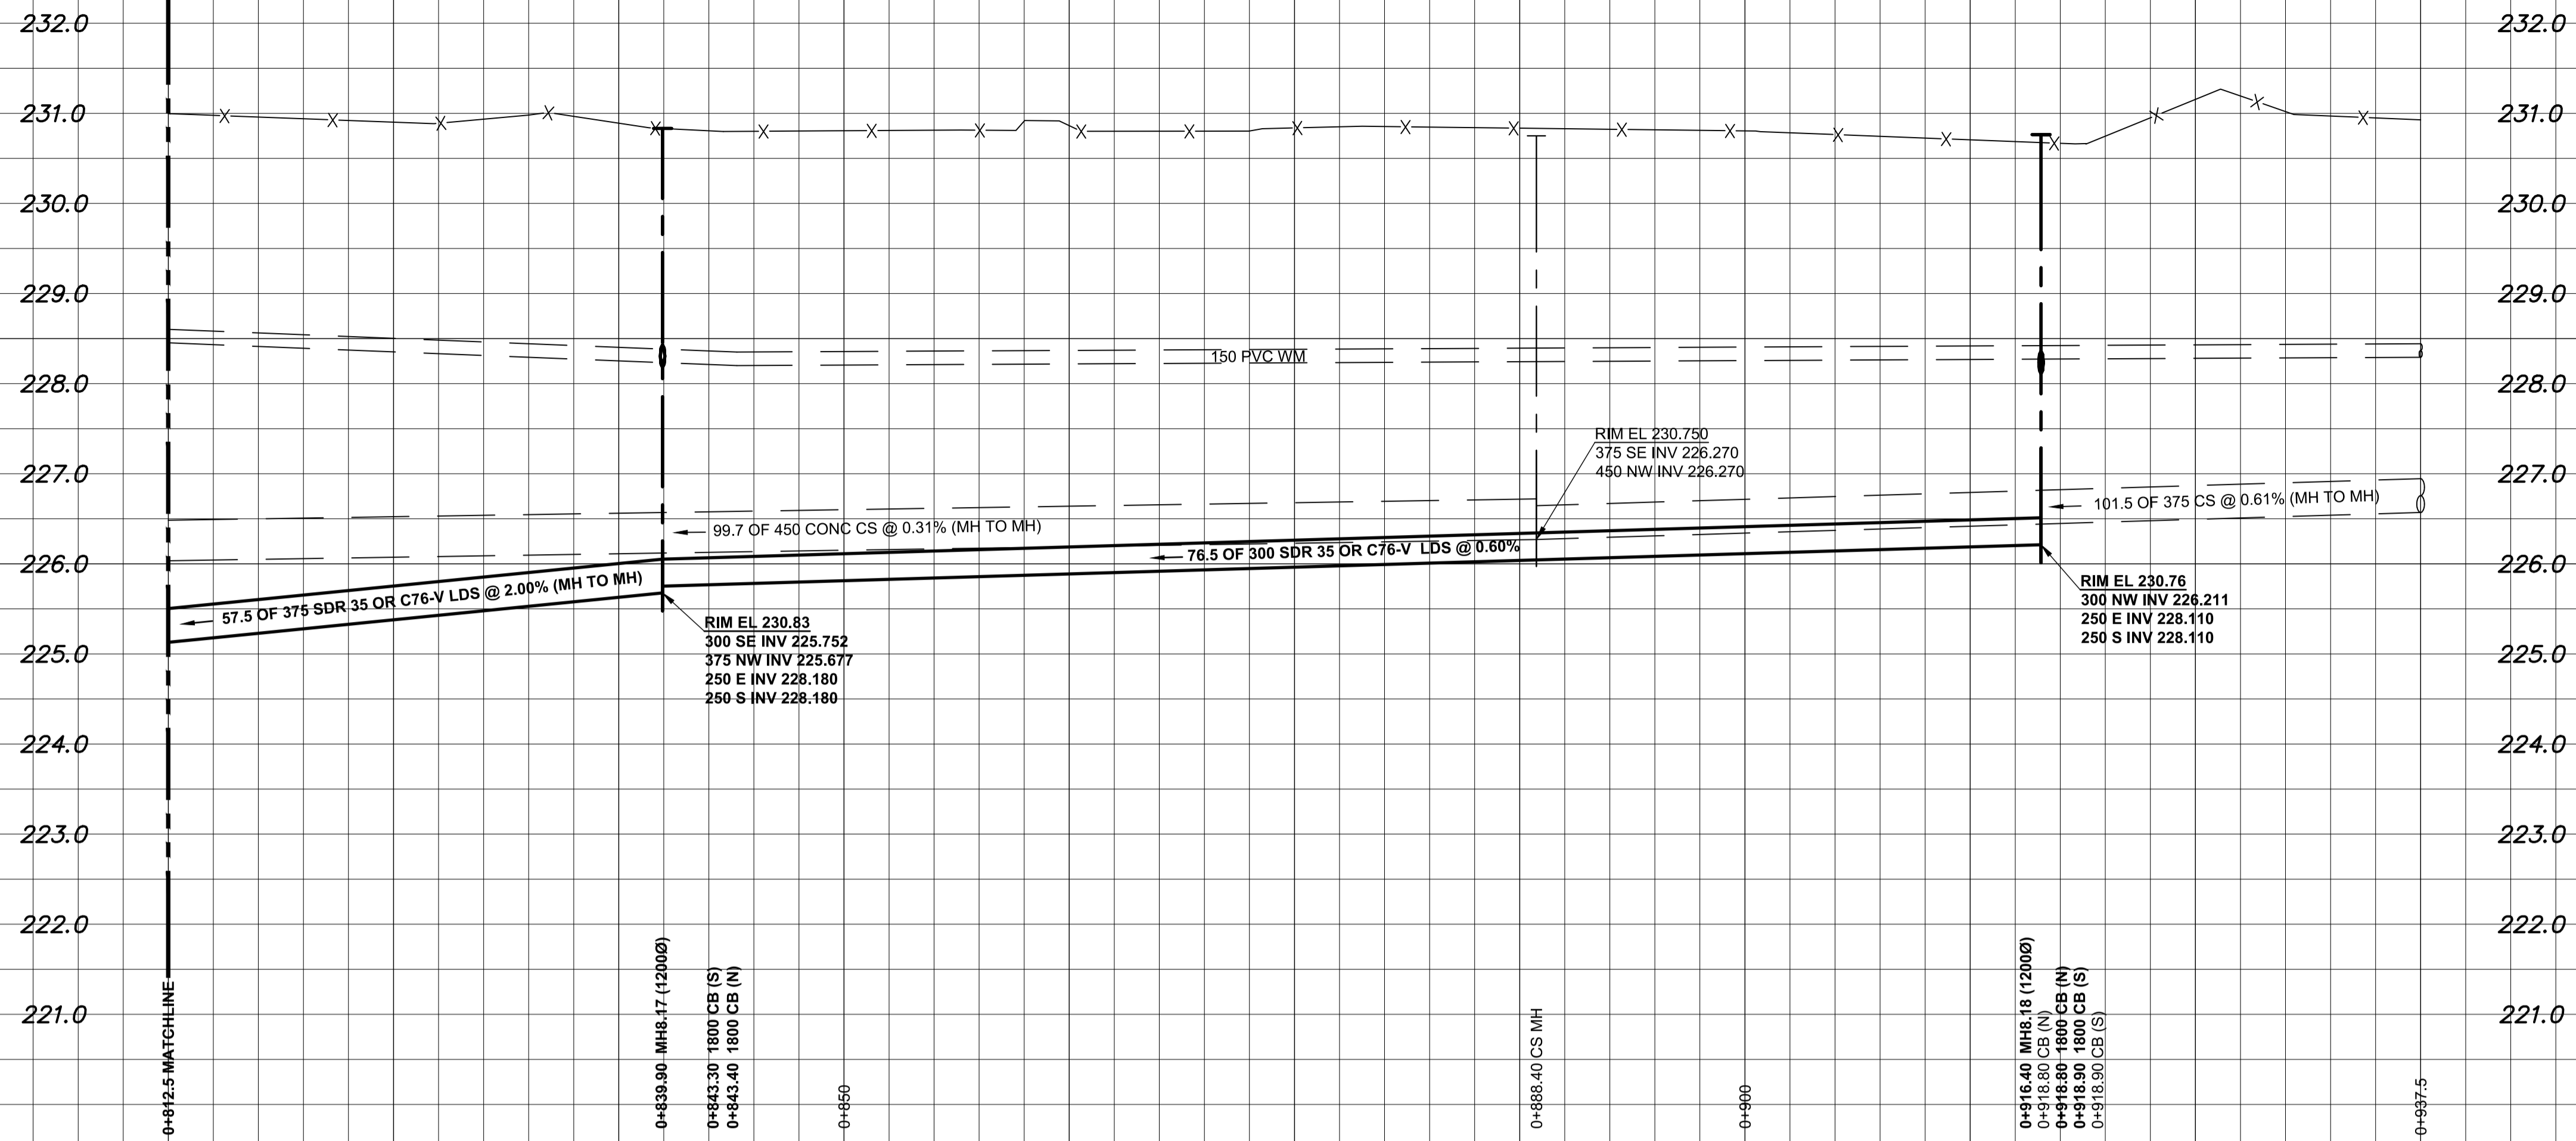 232.0
232.0
231.0
231.0
230.0
230.0
229.0
229.0
150 PVC WM
228.0
228.0
RIM EL 230.750
375 SE INV 226.270
450 NW INV 226.270
227.0
227.0
101.5 OF 375 CS @ 0.61% (MH TO MH)
99.7 OF 450 CONC CS @ 0.31% (MH TO MH)
76.5 OF 300 SDR 35 OR C76-V LDS @ 0.60%
226.0
226.0
57.5 OF 375 SDR 35 OR C76-V LDS @ 2.00% (MH TO MH)
RIM EL 230.76
300 NW INV 226.211
250 E INV 228.110
250 S INV 228.110
RIM EL 230.83
300 SE INV 225.752
375 NW INV 225.677
250 E INV 228.180
250 S INV 228.180
225.0
225.0
224.0
224.0
223.0
223.0
222.0
222.0
221.0
221.0
0+812.5 MATCHLINE
0+839.90 MH8.17 (1200Ø)
0+843.30 1800 CB (S)
0+843.40 1800 CB (N)
0+850
0+888.40 CS MH
0+900
0+916.40 MH8.18 (1200Ø)
0+918.80 CB (N)
0+918.80 1800 CB (N)
0+918.90 1800 CB (S)
0+918.90 CB (S)
0+937.5